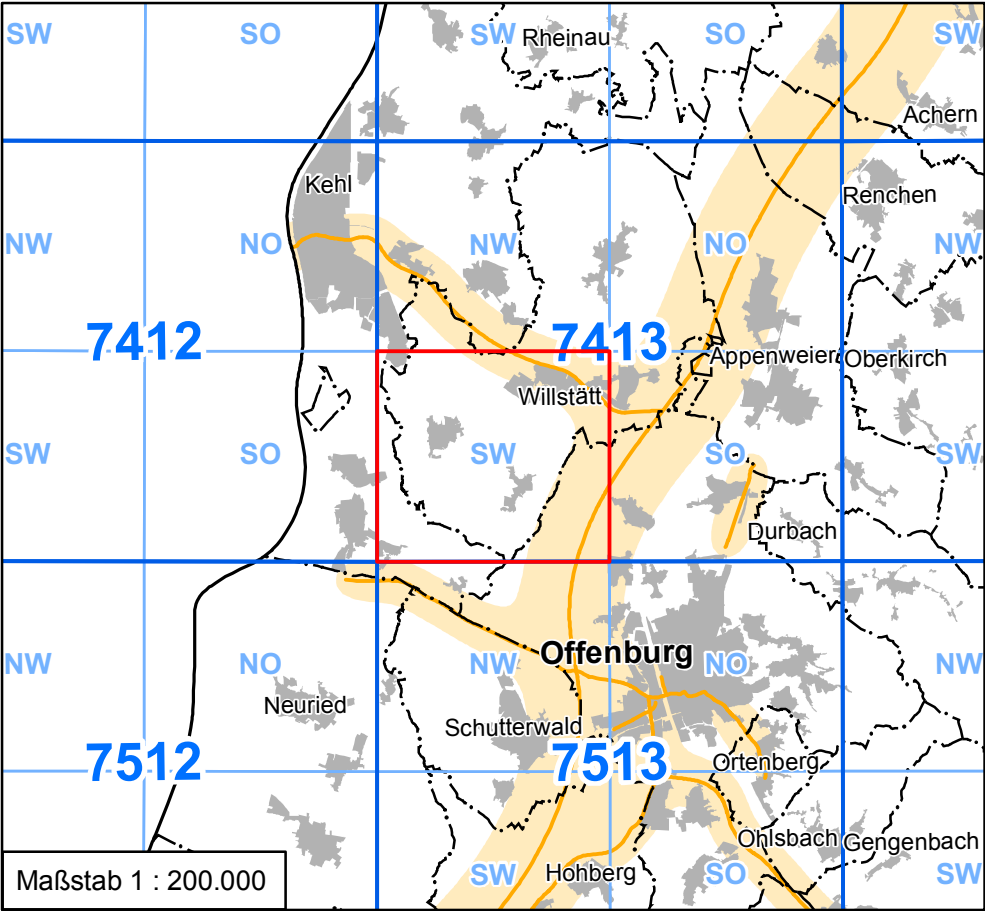 SW SO SW Rheinau SO SW
Achern
Kehl
Renchen
NW NO NW NO NW
7412 7413
Appenweier Oberkirch
Willstätt
SW SO SW SO SW
Durbach
Offenburg
NW NO NW NO NW
Neuried
Schutterwald
7512 7513
Ortenberg
Ohlsbach Gengenbach
SW Hohberg SO SW
Maßstab 1 : 200.000